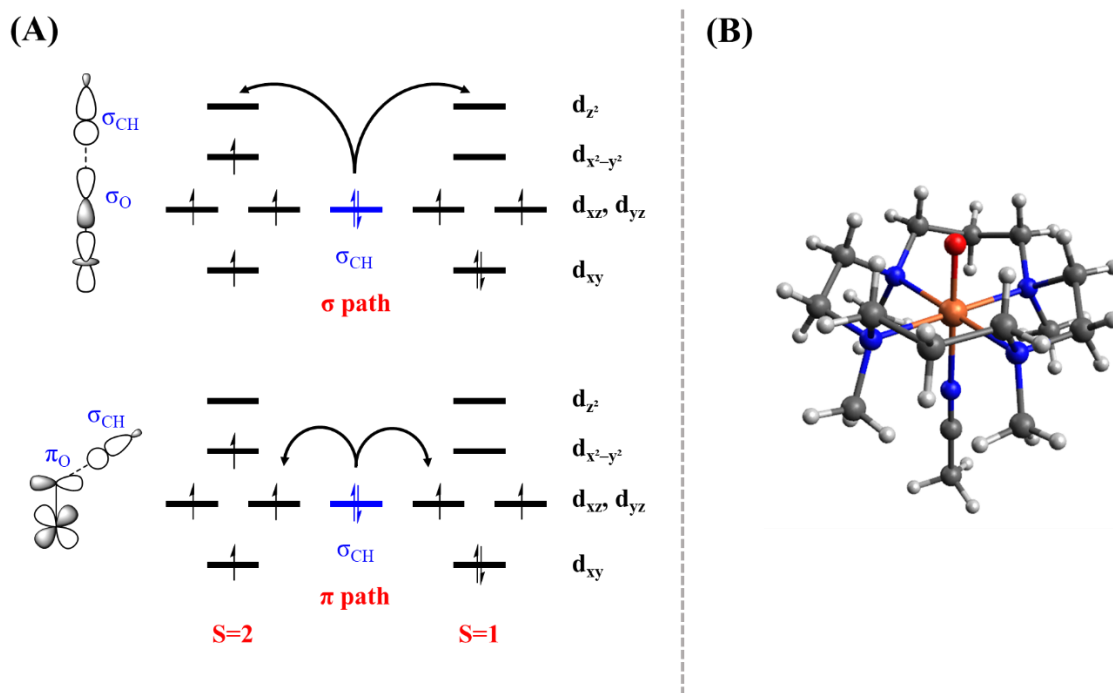 (A)
(B)
σCH
σO
dz²
dx²–y²
dxz, dyz
σCH
dxy
σ path
σCH
πO
dz²
dx²–y²
dxz, dyz
σCH
dxy
π path
S=2
S=1